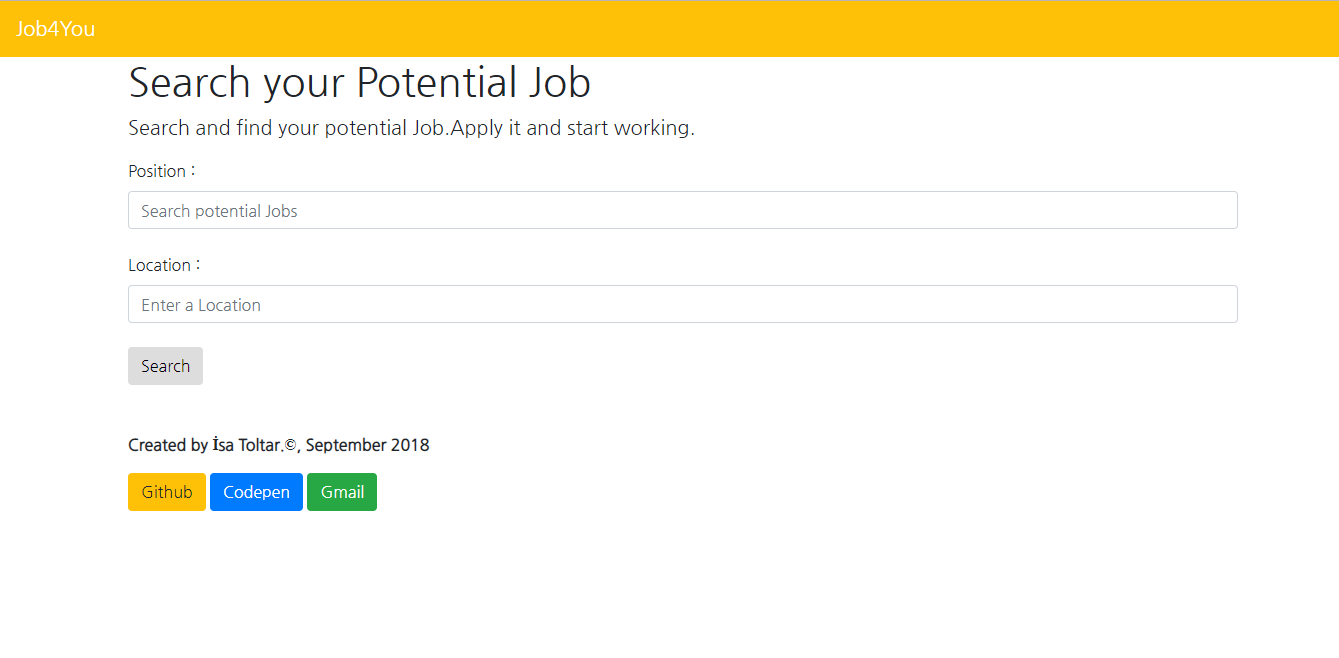 Job4You
Search your Potential Job
Search and find your potential Job.Apply it and start working.
Position :
Search potential Jobs
Location :
Enter a Location
Search
Created by İsa Toltar.©, September 2018
Github Codepen Gmail